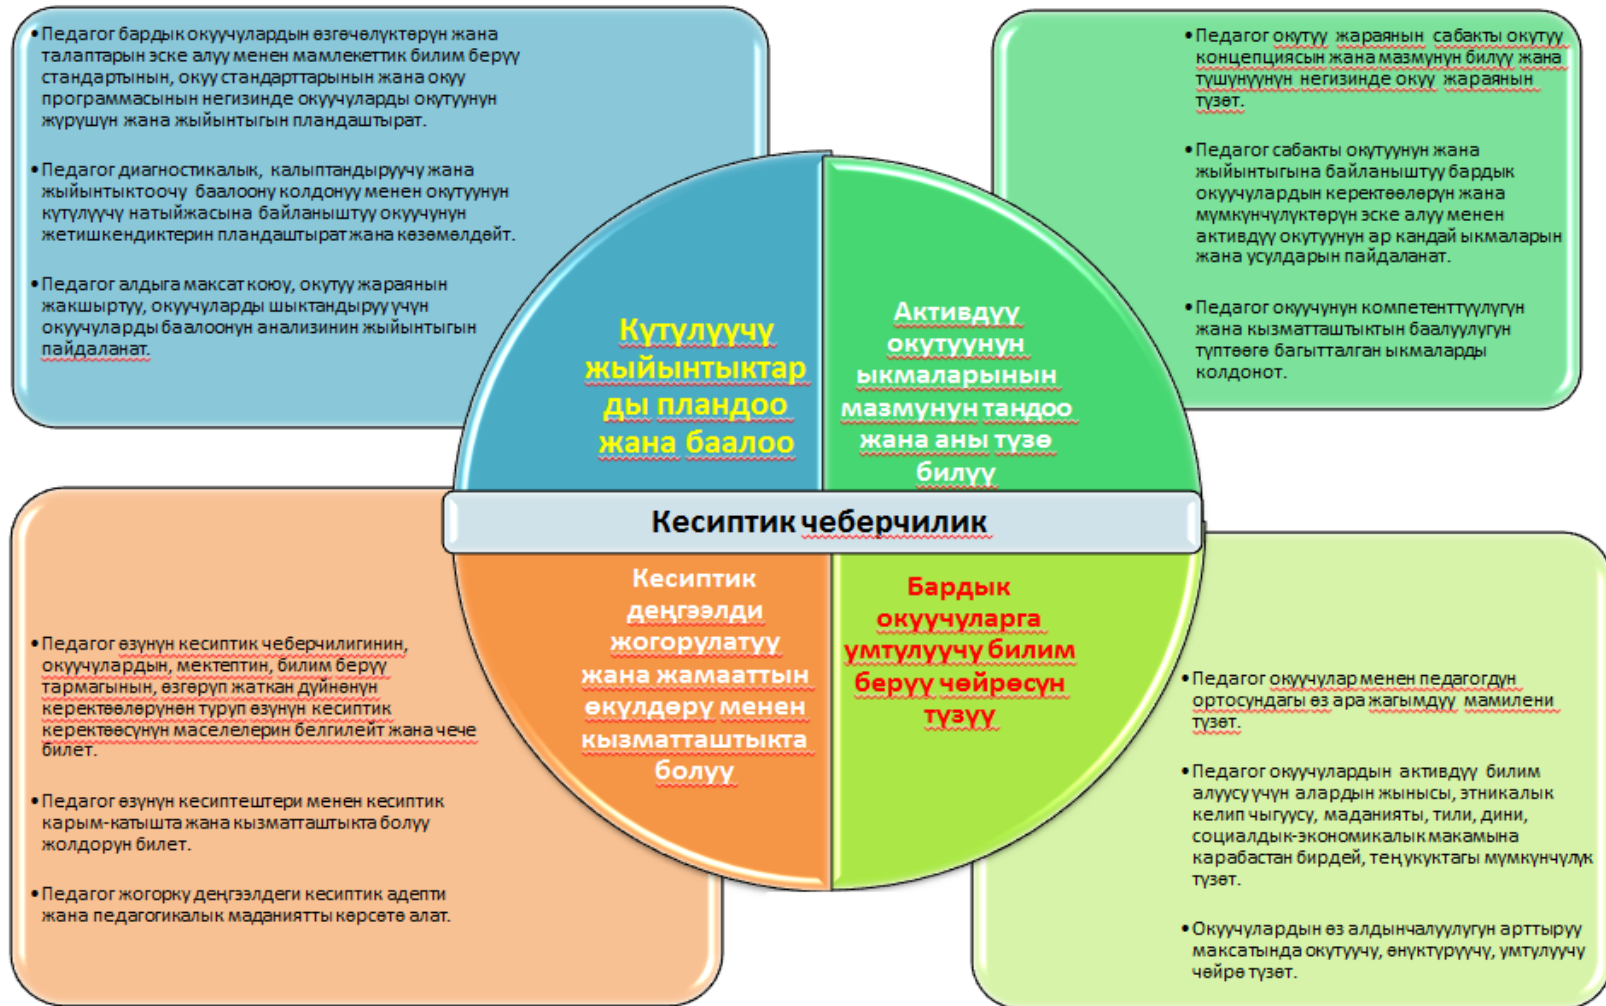 • Педагог бардык окуучулардын өзгөчөлүктөрүн жана
талаптарын эске алуу менен мамлекеттик билим берүү
стандартынын, окуу стандарттарынын жана окуу
программасынын негизинде окуучуларды окутуунун
жүрүшүн жана жыйынтыгын пландаштырат.
• Педагог диагностикалык, калыптандыруучу жана
жыйынтыктоочу баалоону колдонуу менен окутуунун
күтүлүүчү натыйжасына байланыштуу окуучунун
жетишкендиктерин пландаштырат жана көзөмөлдөйт.
• Педагог алдыга максат коюу, окутуу жараянын
жакшыртуу, окуучуларды шыктандыруу үчүн
окуучуларды баалоонун анализинин жыйынтыгын
пайдаланат.
• Педагог окутуу жараянын сабакты окутуу
концепциясын жана мазмунун билүү жана
түшүнүүнүн негизинде окуу жараянын
түзөт.
• Педагог сабакты окутуунун жана
жыйынтыгына байланыштуу бардык
окуучулардын керектөөлөрүн жана
мүмкүнчүлүктөрүн эске алуу менен
активдүү окутуунун ар кандай ыкмаларын
жана усулдарын пайдаланат.
• Педагог окуучунун компетенттүүлүгүн
жана кызматташтыктын баалуулугун
түптөөгө багытталган ыкмаларды
колдонот.
Күтүлүүчү
жыйынтыктар
ды пландоо
жана баалоо
Активдүү
окутуунун
ыкмаларынын
мазмунун тандоо
жана аны түзө
билүү
Кесиптик чеберчилик
Кесиптик
деңгээлди
жогорулатуу
жана жамааттын
өкүлдөрү менен
кызматташтыкта
болуу
Бардык
окуучуларга
умтулуучу билим
берүү чөйрөсүн
түзүү
• Педагог өзүнүн кесиптик чеберчилигинин,
окуучулардын, мектептин, билим берүү
тармагынын, өзгөрүп жаткан дүйнөнүн
керектөөлөрүнөн туруп өзүнүн кесиптик
керектөөсүнүн маселелерин белгилейт жана чече
билет.
• Педагог өзүнүн кесиптештери менен кесиптик
карым-катышта жана кызматташтыкта болуу
жолдорун билет.
• Педагог жогорку деңгээлдеги кесиптик адепти
жана педагогикалык маданиятты көрсөтө алат.
• Педагог окуучулар менен педагогдун
ортосундагы өз ара жагымдуу мамилени
түзөт.
• Педагог окуучулардын активдүү билим
алуусу үчүн алардын жынысы, этникалык
келип чыгуусу, маданияты, тили, дини,
социалдык-экономикалык макамына
карабастан бирдей, тең укуктагы мүмкүнчүлүк
түзөт.
• Окуучулардын өз алдынчалуулугун арттыруу
максатында окутуучу, өнүктүрүүчү, умтулуучу
чөйрө түзөт.